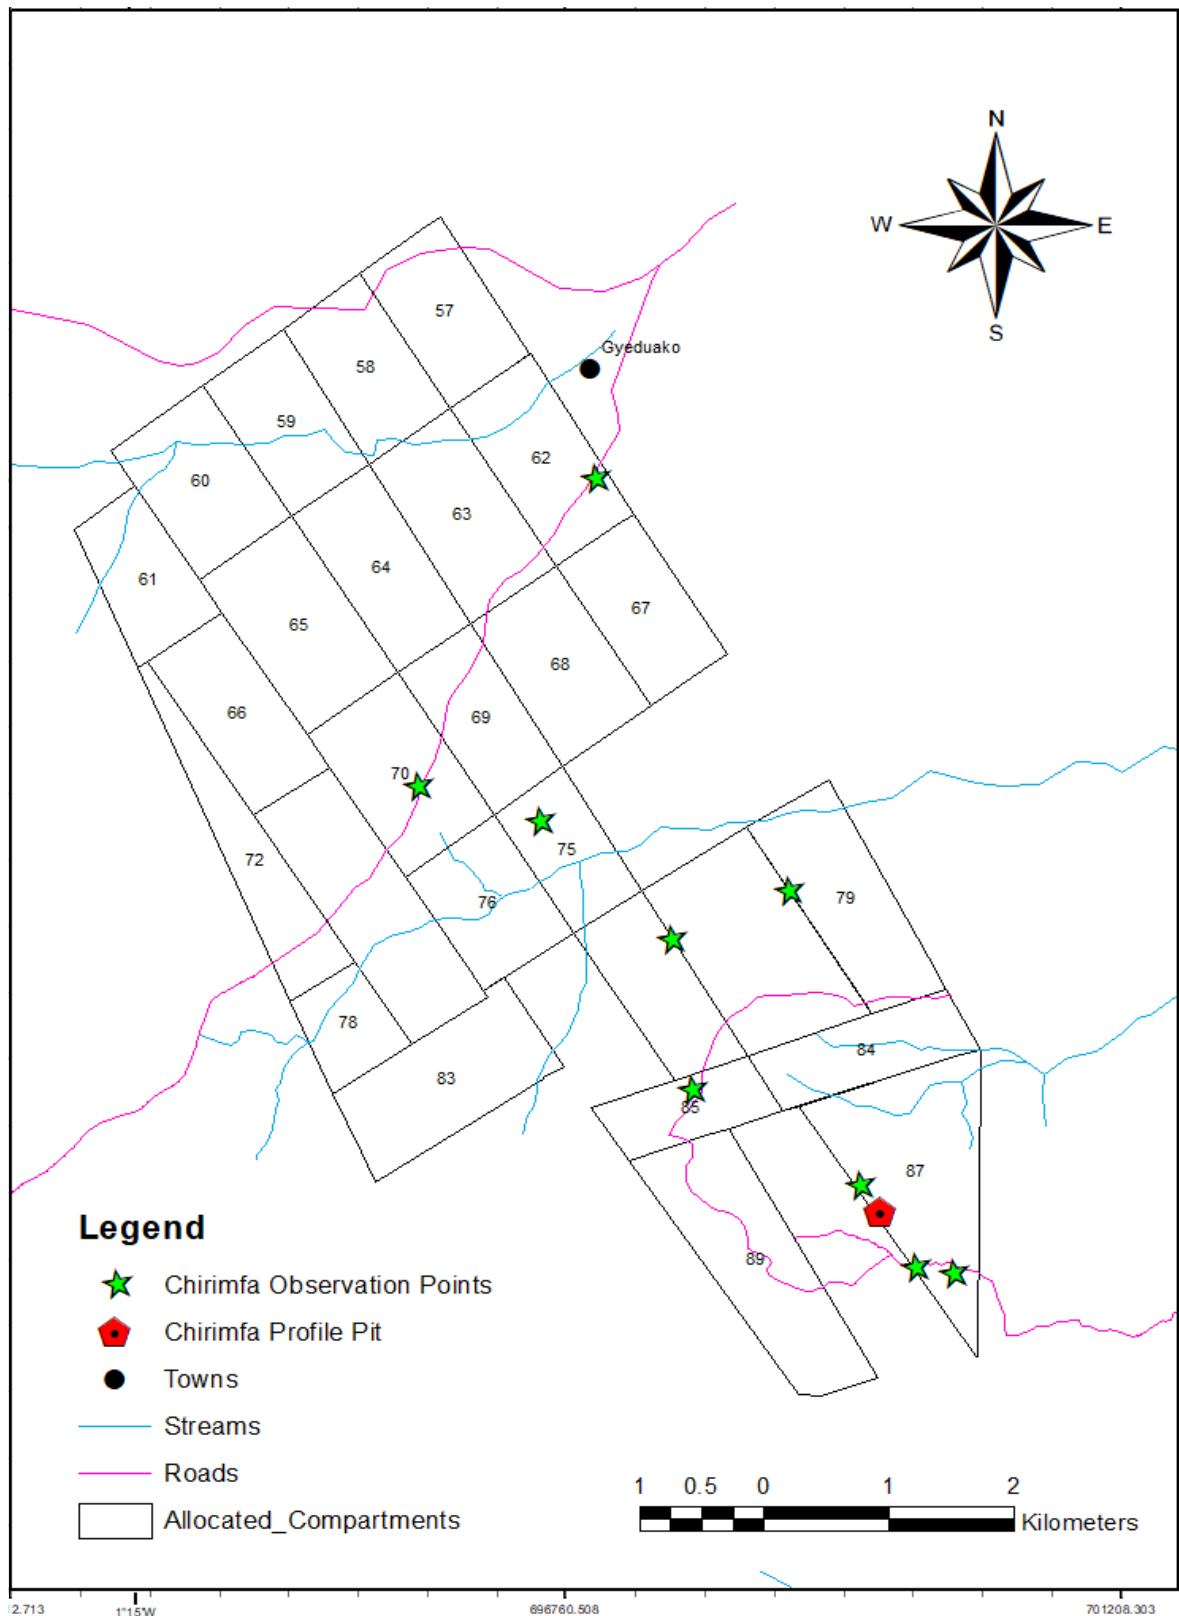 N
W E
S
57
Gyeduako
58
59
62
60
63
64
61
67
65
68
66
69
70
75
72
79
76
78
84
83
85
87
89
Legend
Chirimfa Observation Points
Chirimfa Profile Pit
Towns
Streams
Roads
Allocated_Compartments
1 0.5 0 1 2
Kilometers
2.713 1°15'W 696760.508 701208.303